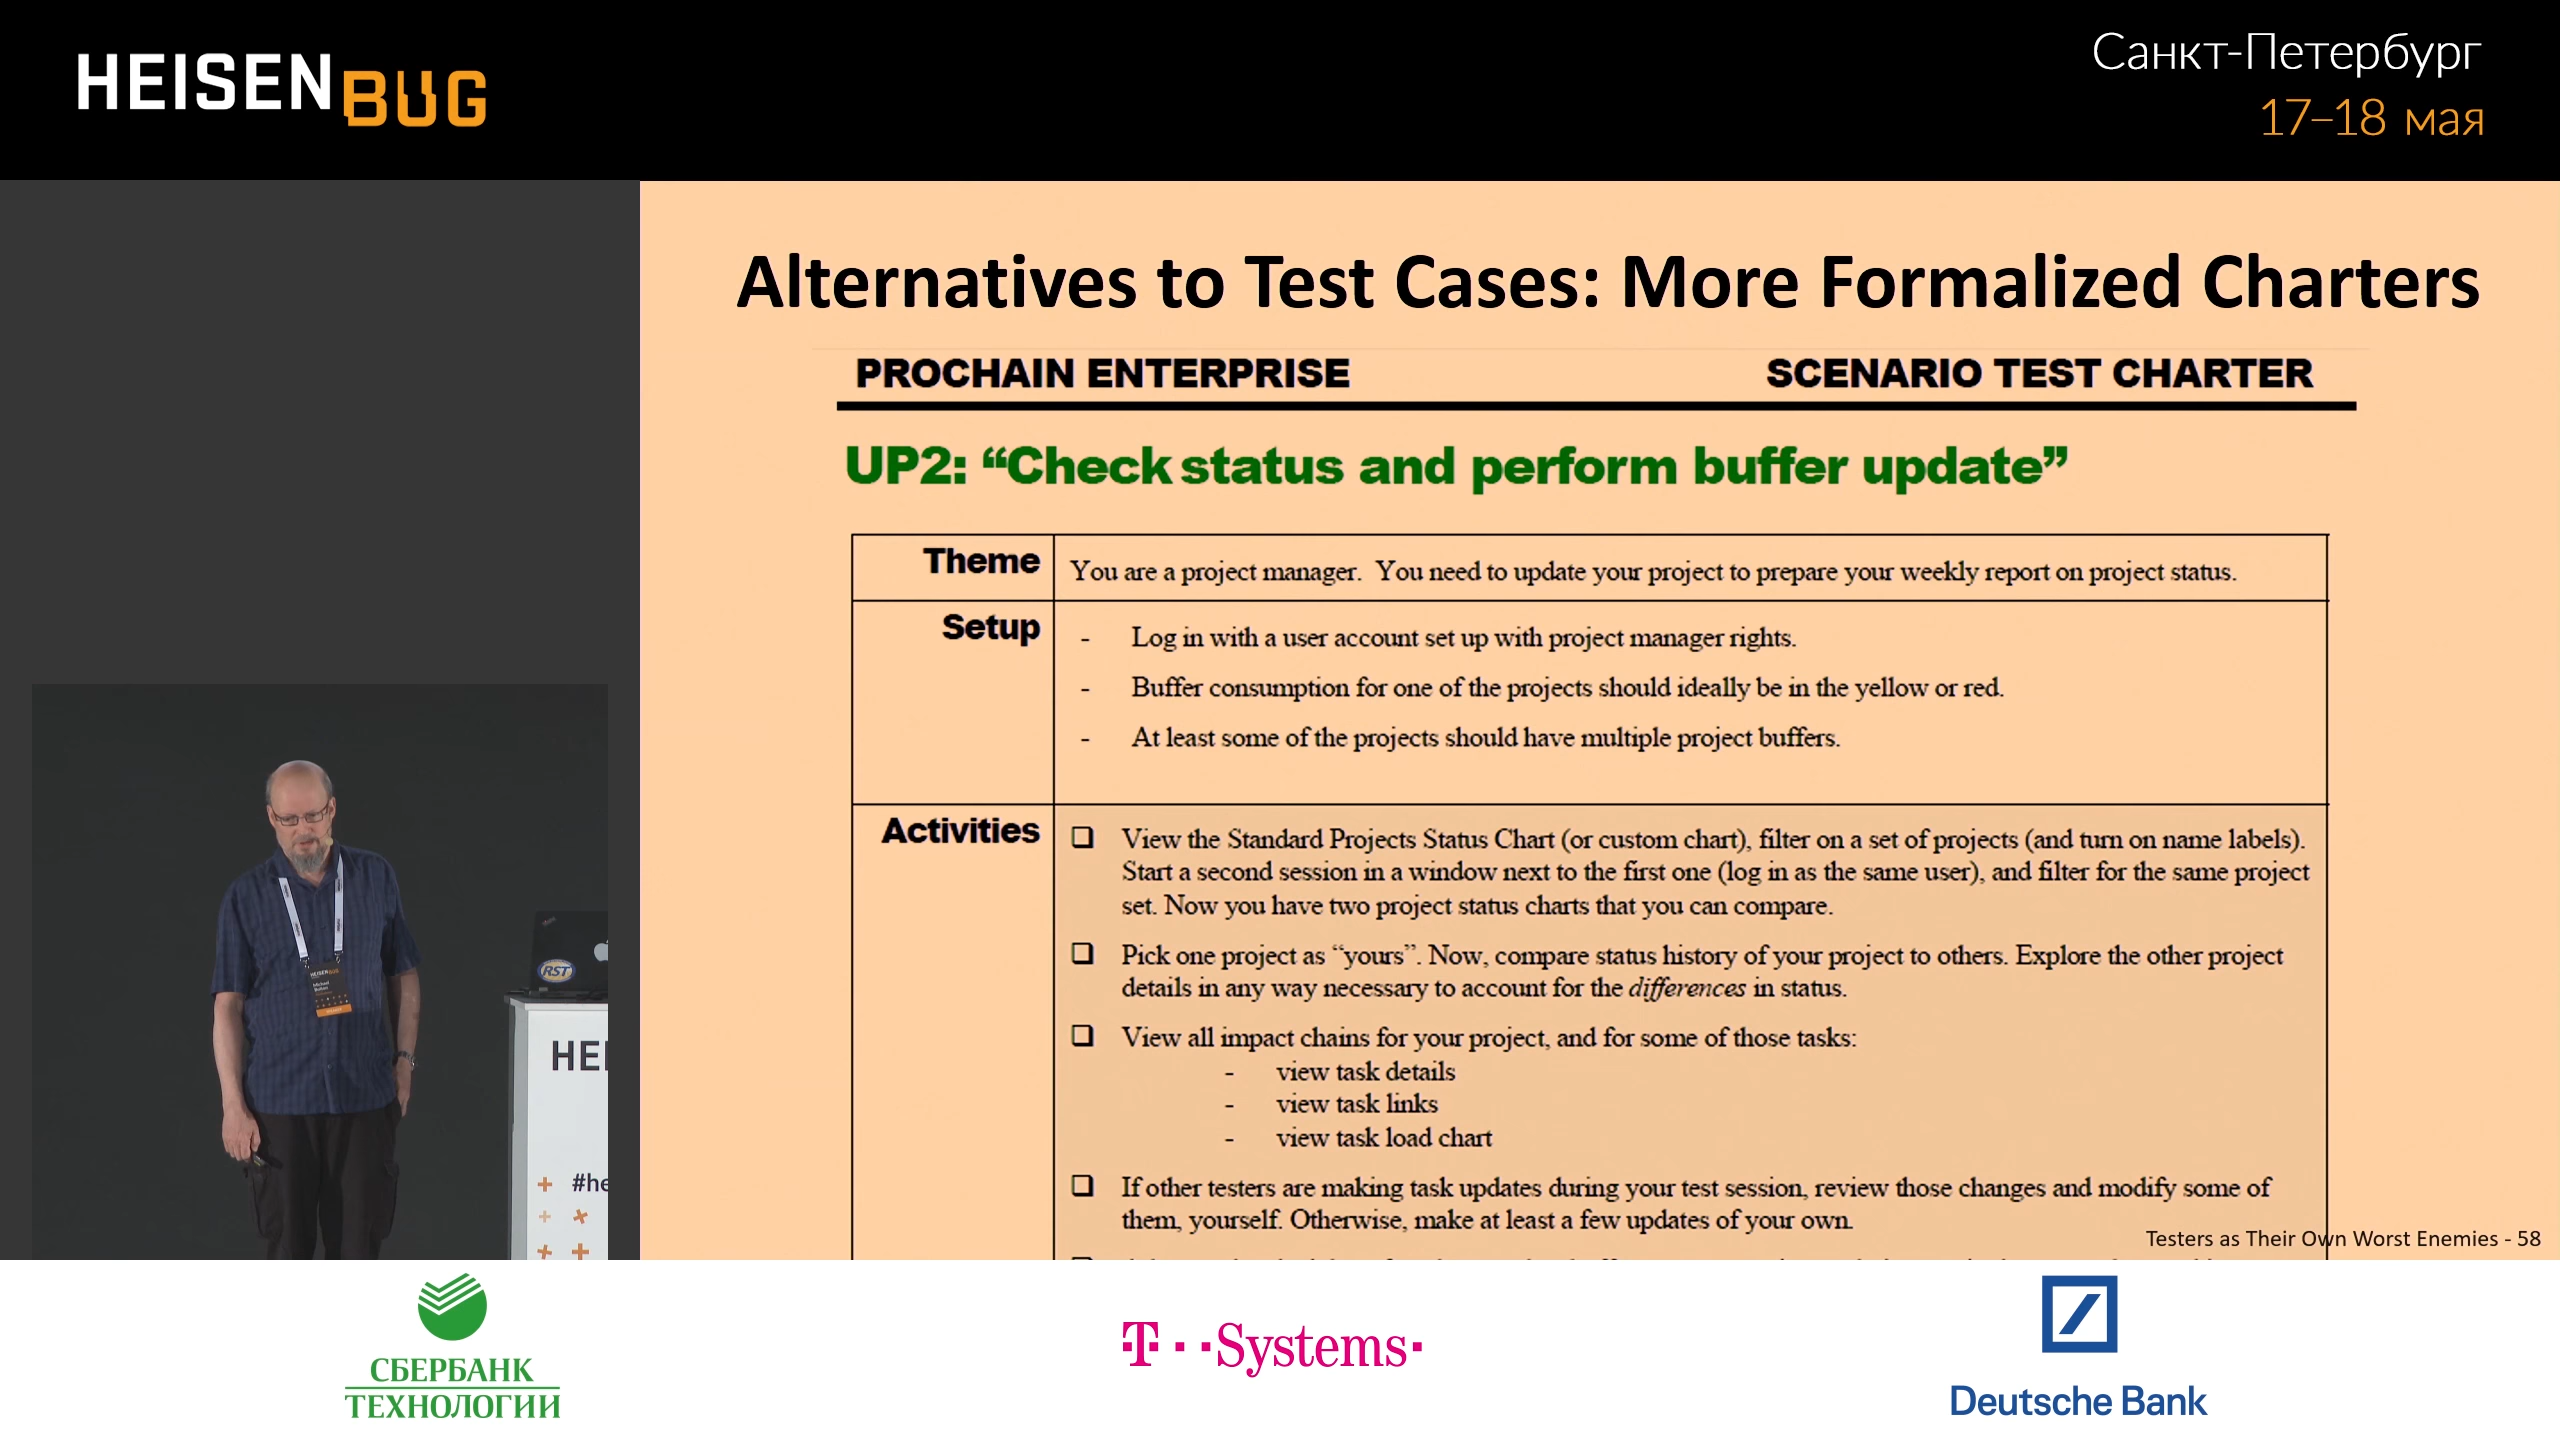 HEISENBUG
Санкт-Петербург
17–18 мая
Alternatives to Test Cases: More Formalized Charters
PROCHAIN ENTERPRISE
SCENARIO TEST CHARTER
UP2: “Check status and perform buffer update”
Theme
You are a project manager. You need to update your project to prepare your weekly report on project status.
Setup
- Log in with a user account set up with project manager rights.
- Buffer consumption for one of the projects should ideally be in the yellow or red.
- At least some of the projects should have multiple project buffers.
Activities
❑ View the Standard Projects Status Chart (or custom chart), filter on a set of projects (and turn on name labels).
Start a second session in a window next to the first one (log in as the same user), and filter for the same project
set. Now you have two project status charts that you can compare.
❑ Pick one project as “yours”. Now, compare status history of your project to others. Explore the other project
details in any way necessary to account for the differences in status.
❑ View all impact chains for your project, and for some of those tasks:
- view task details
- view task links
- view task load chart
❑ If other testers are making task updates during your test session, review those changes and modify some of
them, yourself. Otherwise, make at least a few updates of your own.
Testers as Their Own Worst Enemies - 58
RST
HEISENBUG
Michael
HEI
#he
СБЕРБАНК
ТЕХНОЛОГИИ
T··Systems·
Deutsche Bank